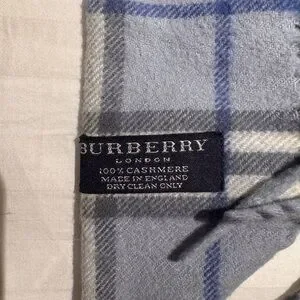 BURBERRY
LONDON
100% CASHMERE
MADE IN ENGLAND
DRY CLEAN ONLY